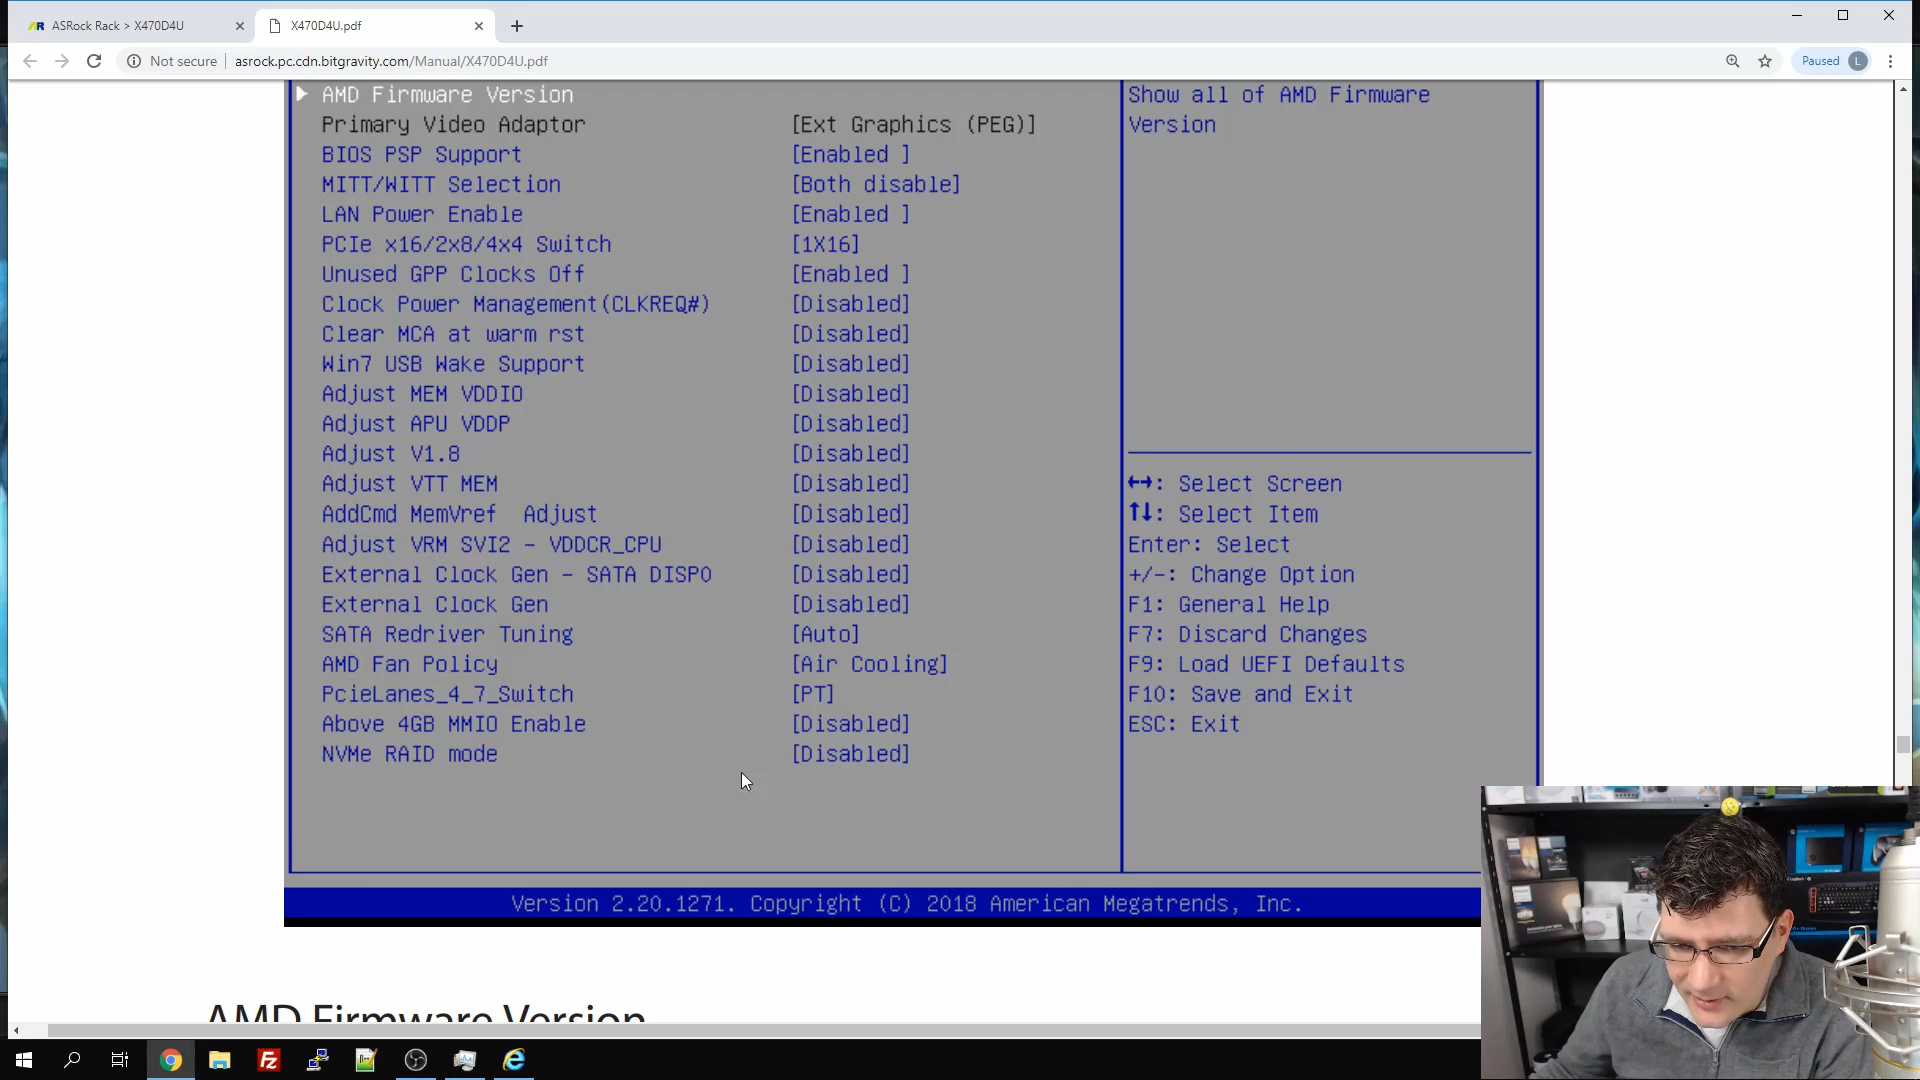 ASRock Rack > X470D4U
X470D4U.pdf
Not secure
asrock.pc.cdn.bitgravity.com/Manual/X470D4U.pdf
Paused
L
AMD Firmware Version
Primary Video Adaptor [Ext Graphics (PEG)]
BIOS PSP Support [Enabled ]
MITT/WITT Selection [Both disable]
LAN Power Enable [Enabled ]
PCIe x16/2x8/4x4 Switch [1X16]
Unused GPP Clocks Off [Enabled ]
Clock Power Management(CLKREQ#) [Disabled]
Clear MCA at warm rst [Disabled]
Win7 USB Wake Support [Disabled]
Adjust MEM VDDIO [Disabled]
Adjust APU VDDP [Disabled]
Adjust V1.8 [Disabled]
Adjust VTT MEM [Disabled]
AddCmd MemVref  Adjust [Disabled]
Adjust VRM SVI2 - VDDCR_CPU [Disabled]
External Clock Gen - SATA DISPO [Disabled]
External Clock Gen [Disabled]
SATA Redriver Tuning [Auto]
AMD Fan Policy [Air Cooling]
PcieLanes_4_7_Switch [PT]
Above 4GB MMIO Enable [Disabled]
NVMe RAID mode [Disabled]
Show all of AMD Firmware
Version
↔: Select Screen
↑↓: Select Item
Enter: Select
+/-: Change Option
F1: General Help
F7: Discard Changes
F9: Load UEFI Defaults
F10: Save and Exit
ESC: Exit
Version 2.20.1271. Copyright (C) 2018 American Megatrends, Inc.
AMD Firmware Version